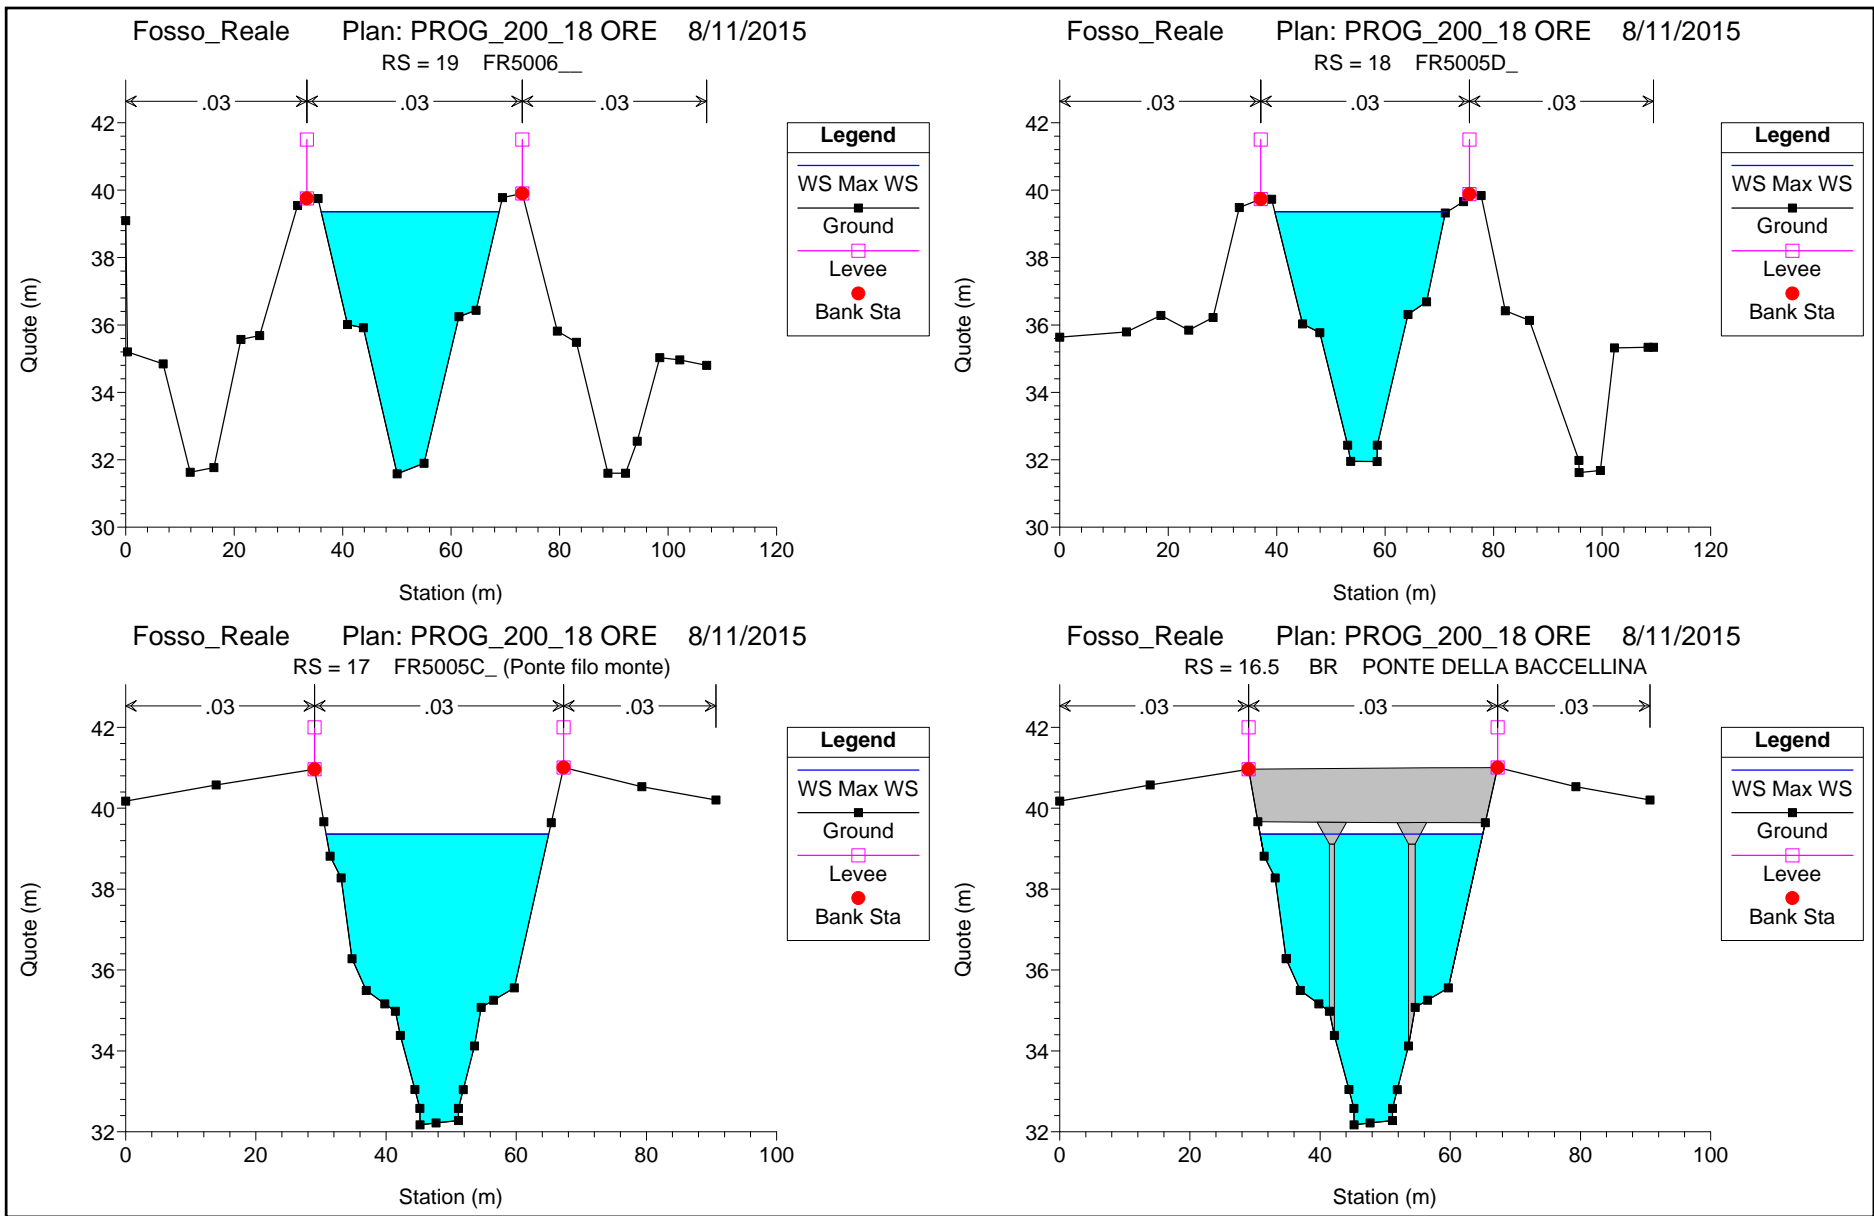 Fosso_Reale Plan: PROG_200_18 ORE 8/11/2015
RS = 19 FR5006__
.03 .03 .03
42
40
38
36
34
32
30
0 20 40 60 80 100 120
Quote (m)
Station (m)
Legend
WS Max WS
Ground
Levee
Bank Sta
Fosso_Reale Plan: PROG_200_18 ORE 8/11/2015
RS = 18 FR5005D_
.03 .03 .03
42
40
38
36
34
32
30
0 20 40 60 80 100 120
Quote (m)
Station (m)
Legend
WS Max WS
Ground
Levee
Bank Sta
Fosso_Reale Plan: PROG_200_18 ORE 8/11/2015
RS = 17 FR5005C_ (Ponte filo monte)
.03 .03 .03
42
40
38
36
34
32
0 20 40 60 80 100
Quote (m)
Station (m)
Legend
WS Max WS
Ground
Levee
Bank Sta
Fosso_Reale Plan: PROG_200_18 ORE 8/11/2015
RS = 16.5 BR PONTE DELLA BACCELLINA
.03 .03 .03
42
40
38
36
34
32
0 20 40 60 80 100
Quote (m)
Station (m)
Legend
WS Max WS
Ground
Levee
Bank Sta